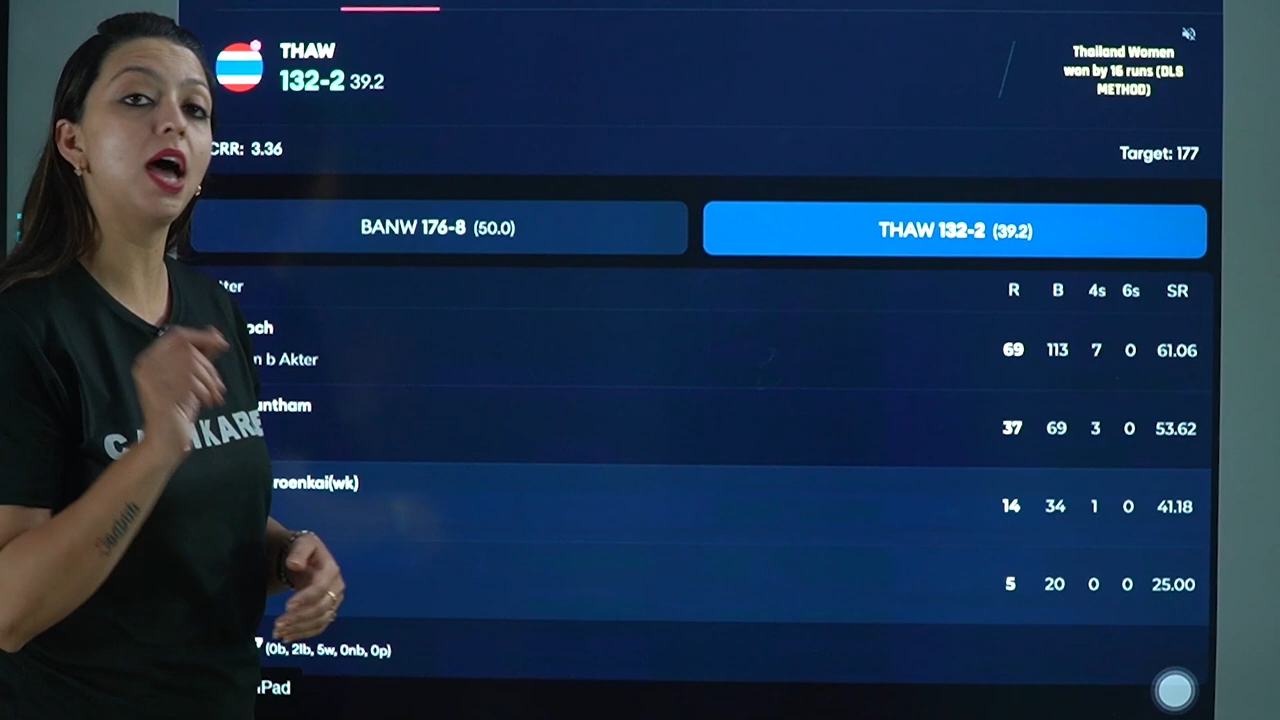 THAW
132-2 39.2
Thailand Women
won by 16 runs (DLS
METHOD)
CRR: 3.36
Target: 177
BANW 176-8 (50.0)
THAW 132-2 (39.2)
R B 4s 6s SR
69 113 7 0 61.06
b Akter
37 69 3 0 53.62
roenkai(wk)
14 34 1 0 41.18
5 20 0 0 25.00
(0b, 2lb, 5w, 0nb, 0p)